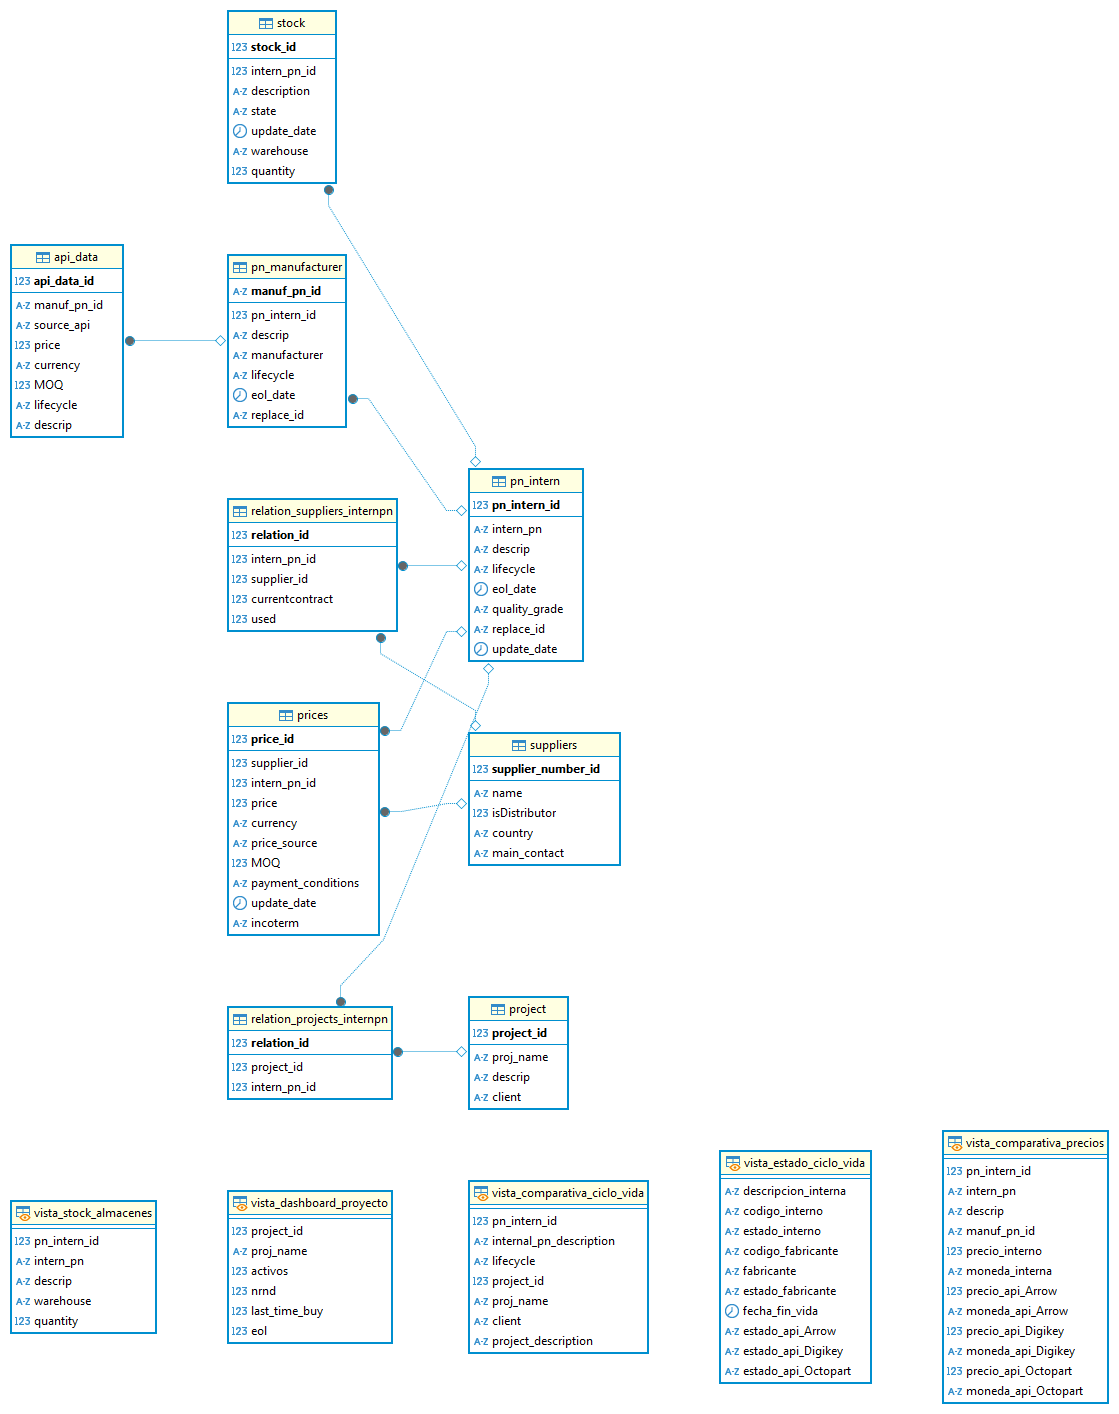 stock
123 stock_id
123 intern_pn_id
A-Z description
A-Z state
update_date
A-Z warehouse
123 quantity
api_data
123 api_data_id
A-Z manuf_pn_id
A-Z source_api
123 price
A-Z currency
123 MOQ
A-Z lifecycle
A-Z descrip
pn_manufacturer
A-Z manuf_pn_id
123 pn_intern_id
A-Z descrip
A-Z manufacturer
A-Z lifecycle
eol_date
A-Z replace_id
pn_intern
123 pn_intern_id
A-Z intern_pn
A-Z descrip
A-Z lifecycle
eol_date
A-Z quality_grade
123 replace_id
update_date
relation_suppliers_internpn
123 relation_id
123 intern_pn_id
123 supplier_id
123 currentcontract
123 used
prices
123 price_id
123 supplier_id
123 intern_pn_id
123 price
A-Z currency
A-Z price_source
123 MOQ
A-Z payment_conditions
update_date
A-Z incoterm
suppliers
123 supplier_number_id
A-Z name
123 isDistributor
A-Z country
A-Z main_contact
relation_projects_internpn
123 relation_id
123 project_id
123 intern_pn_id
project
123 project_id
A-Z proj_name
A-Z descrip
A-Z client
vista_stock_almacenes
123 pn_intern_id
A-Z intern_pn
A-Z descrip
A-Z warehouse
123 quantity
vista_dashboard_proyecto
123 project_id
A-Z proj_name
123 activos
123 nrnd
123 last_time_buy
123 eol
vista_comparativa_ciclo_vida
123 pn_intern_id
A-Z internal_pn_description
A-Z lifecycle
123 project_id
A-Z proj_name
A-Z client
A-Z project_description
vista_estado_ciclo_vida
A-Z descripcion_interna
A-Z codigo_interno
A-Z estado_interno
A-Z codigo_fabricante
A-Z fabricante
A-Z estado_fabricante
fecha_fin_vida
A-Z estado_api_Arrow
A-Z estado_api_Digikey
A-Z estado_api_Octopart
vista_comparativa_precios
123 pn_intern_id
A-Z intern_pn
A-Z descrip
A-Z manuf_pn_id
123 precio_interno
A-Z moneda_interna
123 precio_api_Arrow
A-Z moneda_api_Arrow
123 precio_api_Digikey
A-Z moneda_api_Digikey
123 precio_api_Octopart
A-Z moneda_api_Octopart